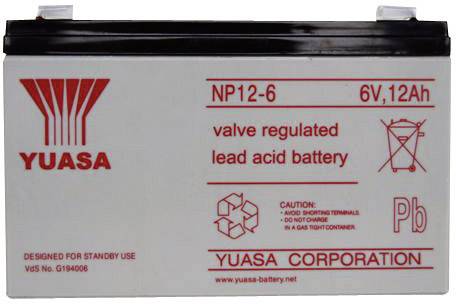 NP12-6 6V,12Ah
YUASA
valve regulated
lead acid battery
CAUTION:
• AVOID SHORTING TERMINALS.
• DO NOT CHARGE
IN A GAS TIGHT CONTAINER.
Pb
DESIGNED FOR STANDBY USE
VdS No. G194006
YUASA CORPORATION
www.yuasa-battery.net